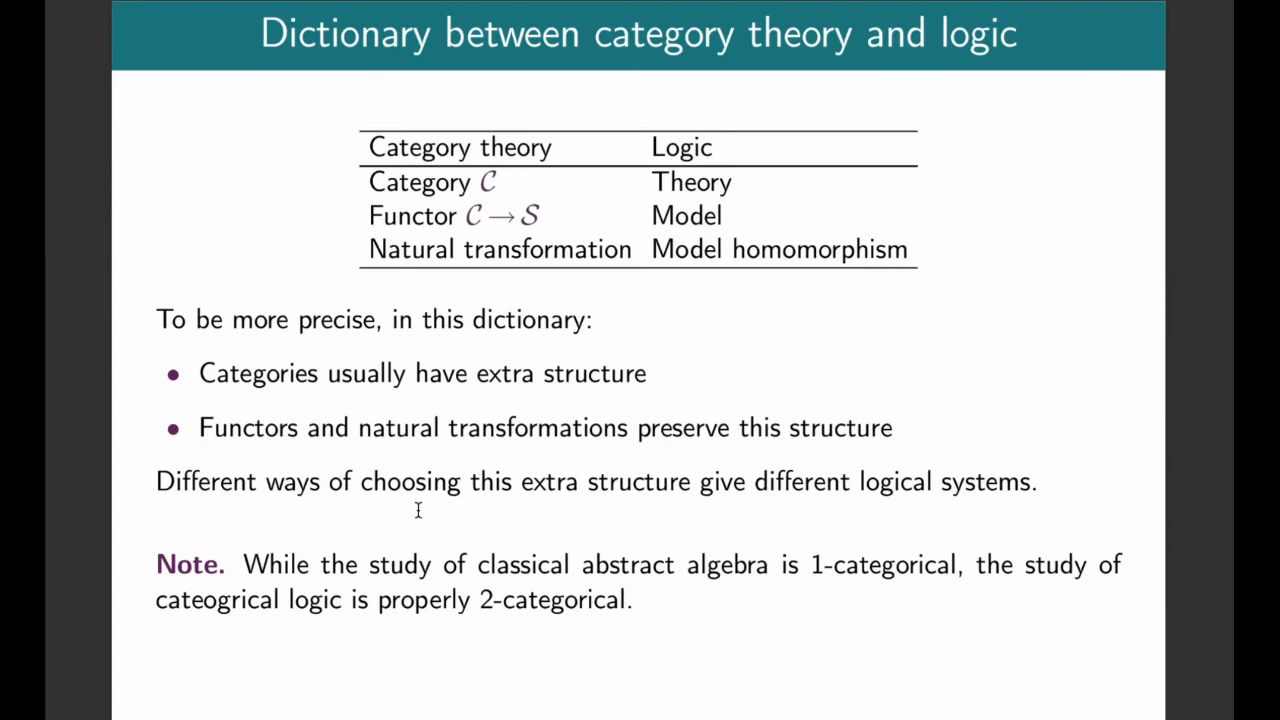 Dictionary between category theory and logic
Category theory Logic
Category 𝒞 Theory
Functor 𝒞 → 𝒮 Model
Natural transformation Model homomorphism
To be more precise, in this dictionary:
• Categories usually have extra structure
• Functors and natural transformations preserve this structure
Different ways of choosing this extra structure give different logical systems.
Note. While the study of classical abstract algebra is 1-categorical, the study of
cateogrical logic is properly 2-categorical.